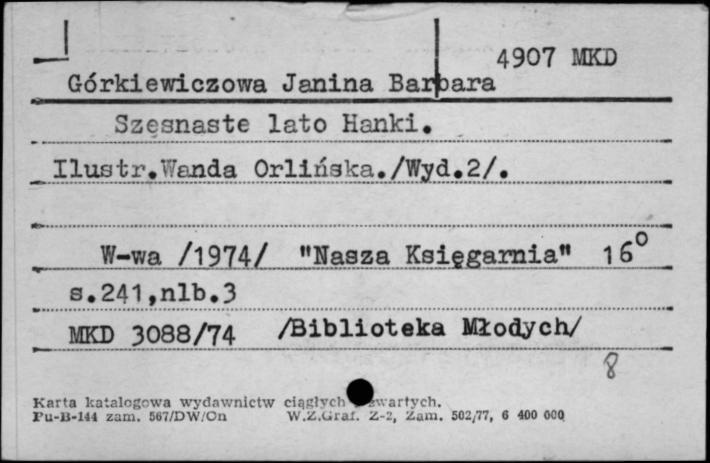 4907 MKD
Górkiewiczowa Janina Barbara
Szesnaste lato Hanki.
Ilustr.Wanda Orlińska./Wyd.2/.
W-wa /1974/ "Nasza Księgarnia" 16°
s.241,nlb.3
MKD 3088/74 /Biblioteka Młodych/
8
Karta katalogowa wydawnictw ciągłych zwartych.
Pu-B-144 zam. 567/DW/On W.Z.Graf. Z-2, Zam. 502/77, 6 400 000